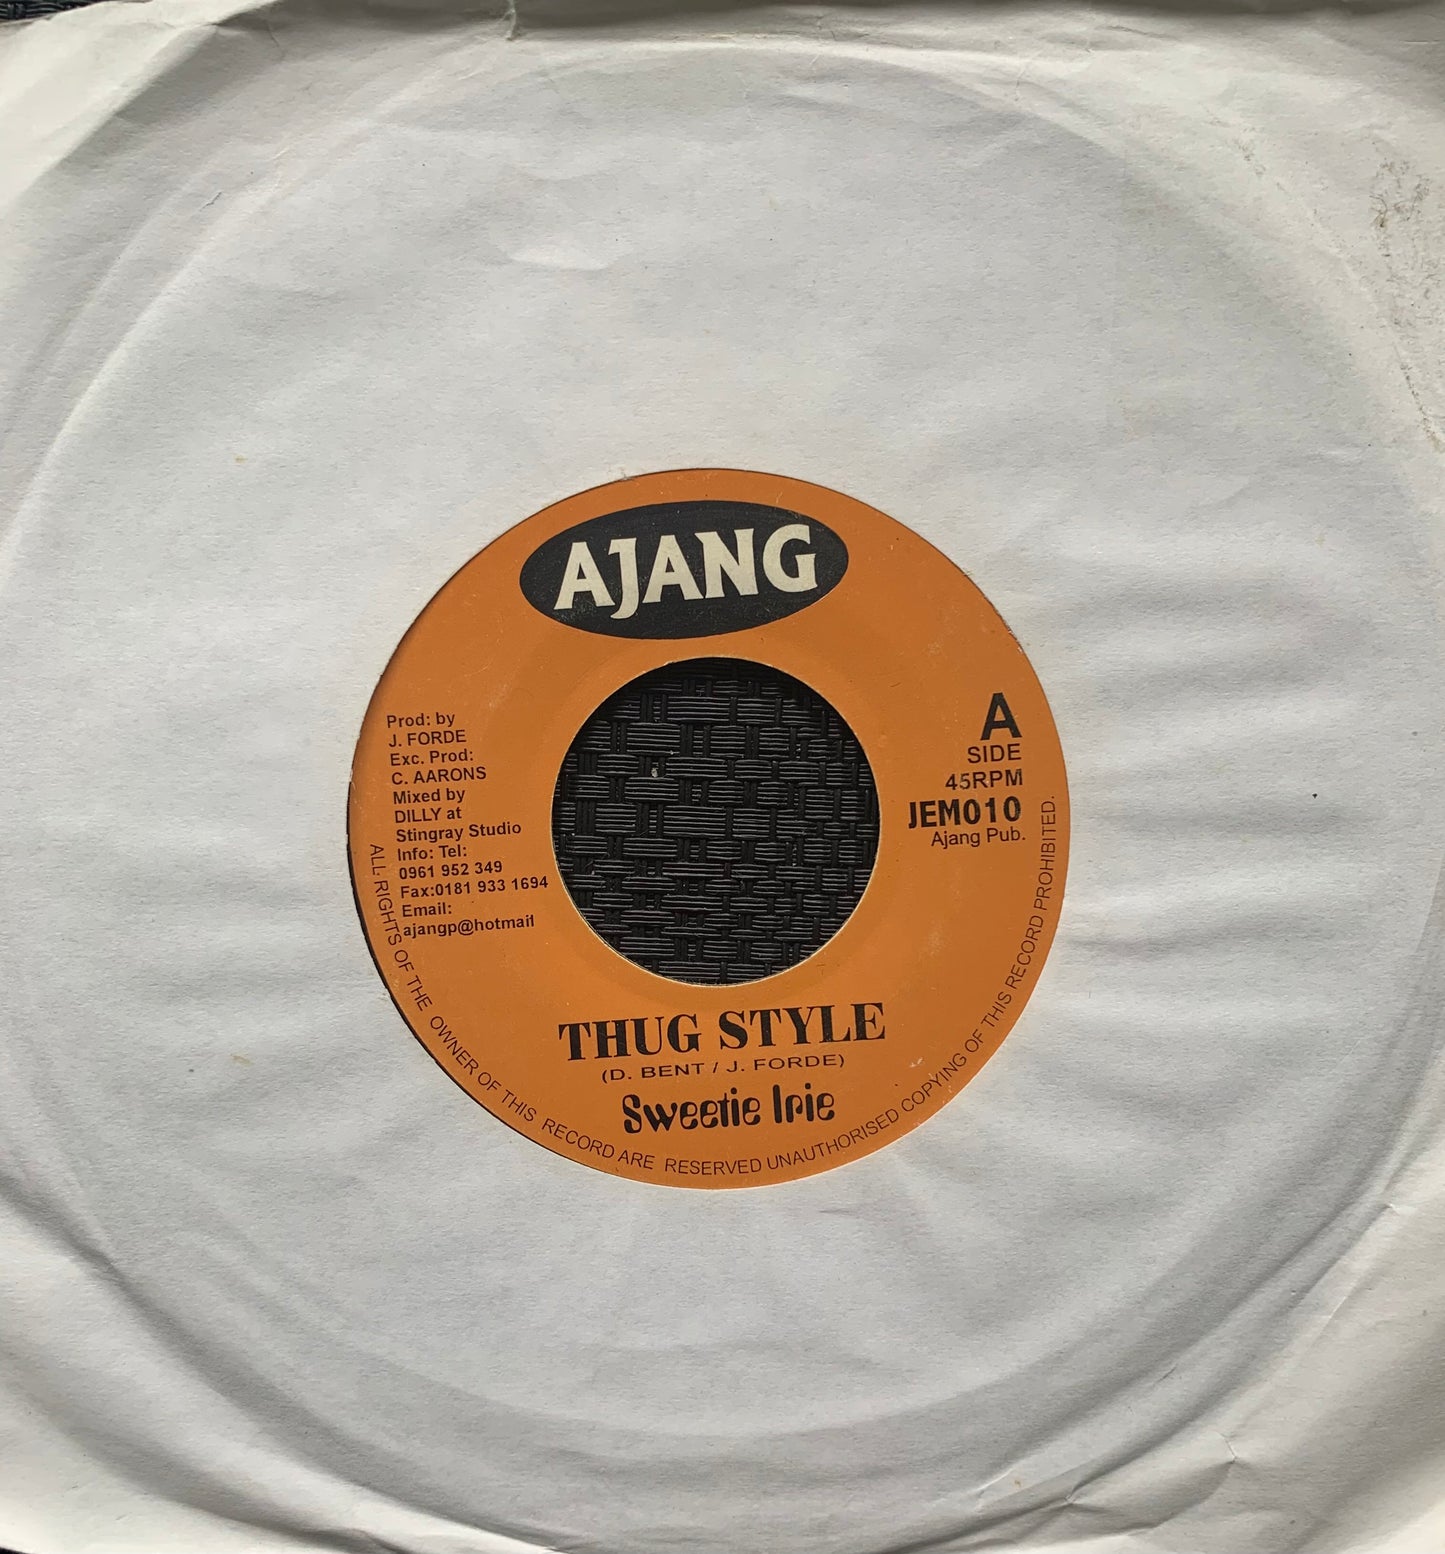 AJANG
Prod: by
J. FORDE
Exc. Prod:
C. AARONS
Mixed by
DILLY at
Stingray Studio
Info: Tel:
0961 952 349
Fax:0181 933 1694
Email:
ajangp@hotmail
A
SIDE
45RPM
JEM010
Ajang Pub.
THUG STYLE
(D. BENT / J. FORDE)
Sweetie Irie
ALL RIGHTS OF THE OWNER OF THIS RECORD ARE RESERVED UNAUTHORISED COPYING OF THIS RECORD PROHIBITED.